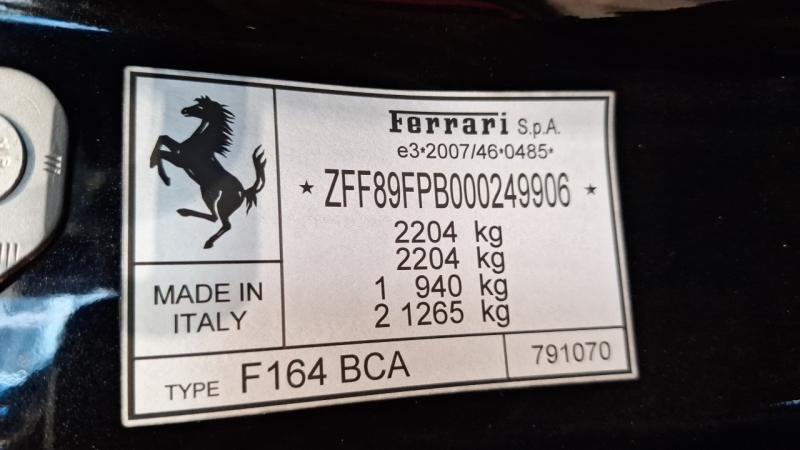 Ferrari S.p.A.
e3*2007/46*0485*
★ ZFF89FPB000249906 ★
2204 kg
2204 kg
1 940 kg
2 1265 kg
MADE IN
ITALY
TYPE F164 BCA
791070